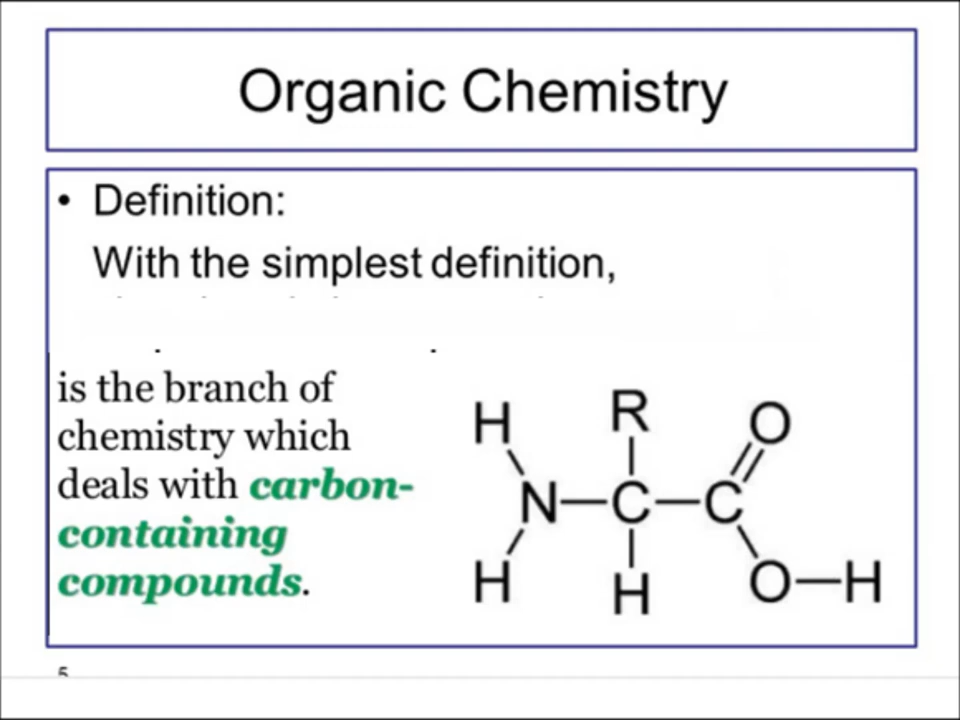 Organic Chemistry
• Definition:
With the simplest definition,
is the branch of
chemistry which
deals with carbon-
containing
compounds.
H R O
N—C—C
H H O—H
5